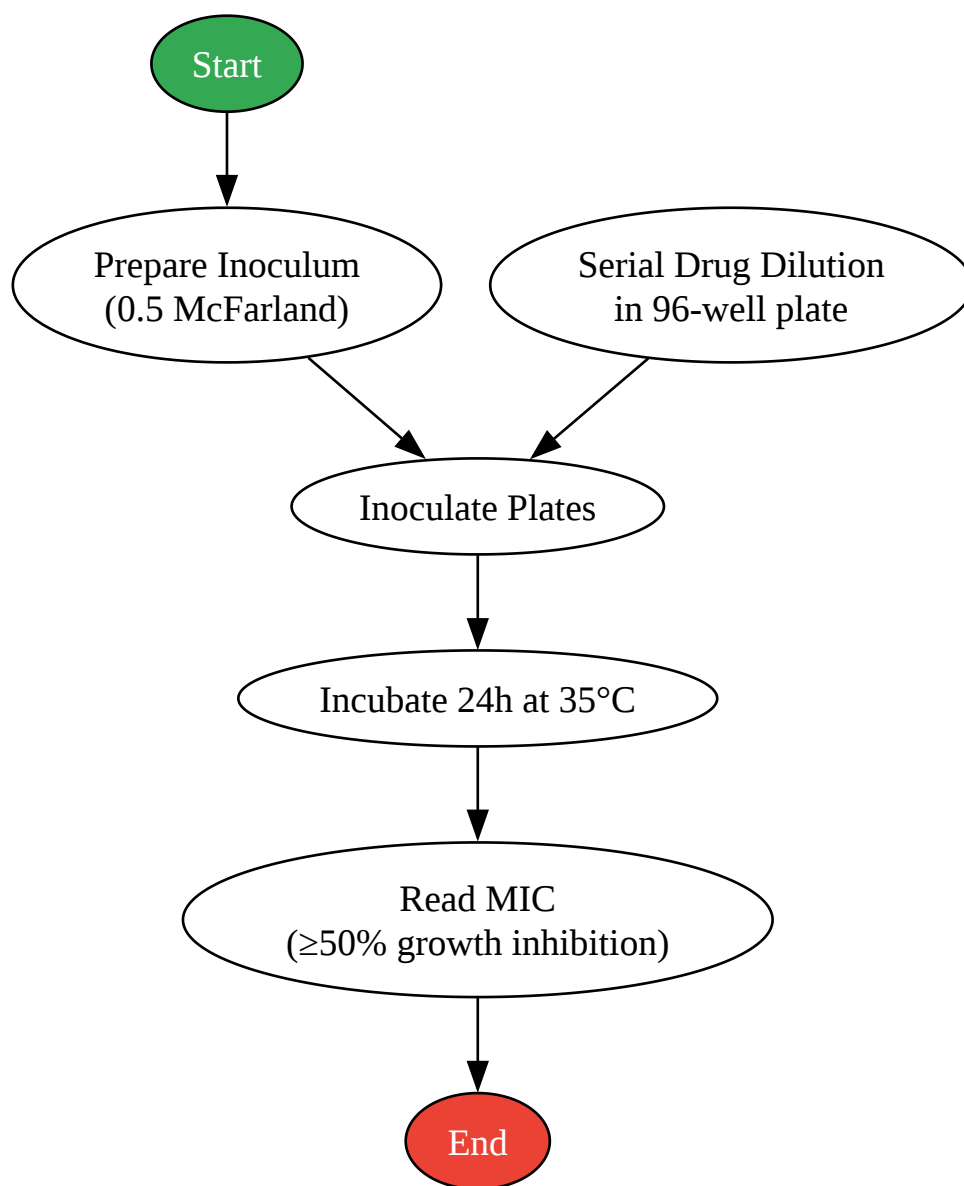 Start
Prepare Inoculum
(0.5 McFarland)
Serial Drug Dilution
in 96-well plate
Inoculate Plates
Incubate 24h at 35°C
Read MIC
(≥50% growth inhibition)
End